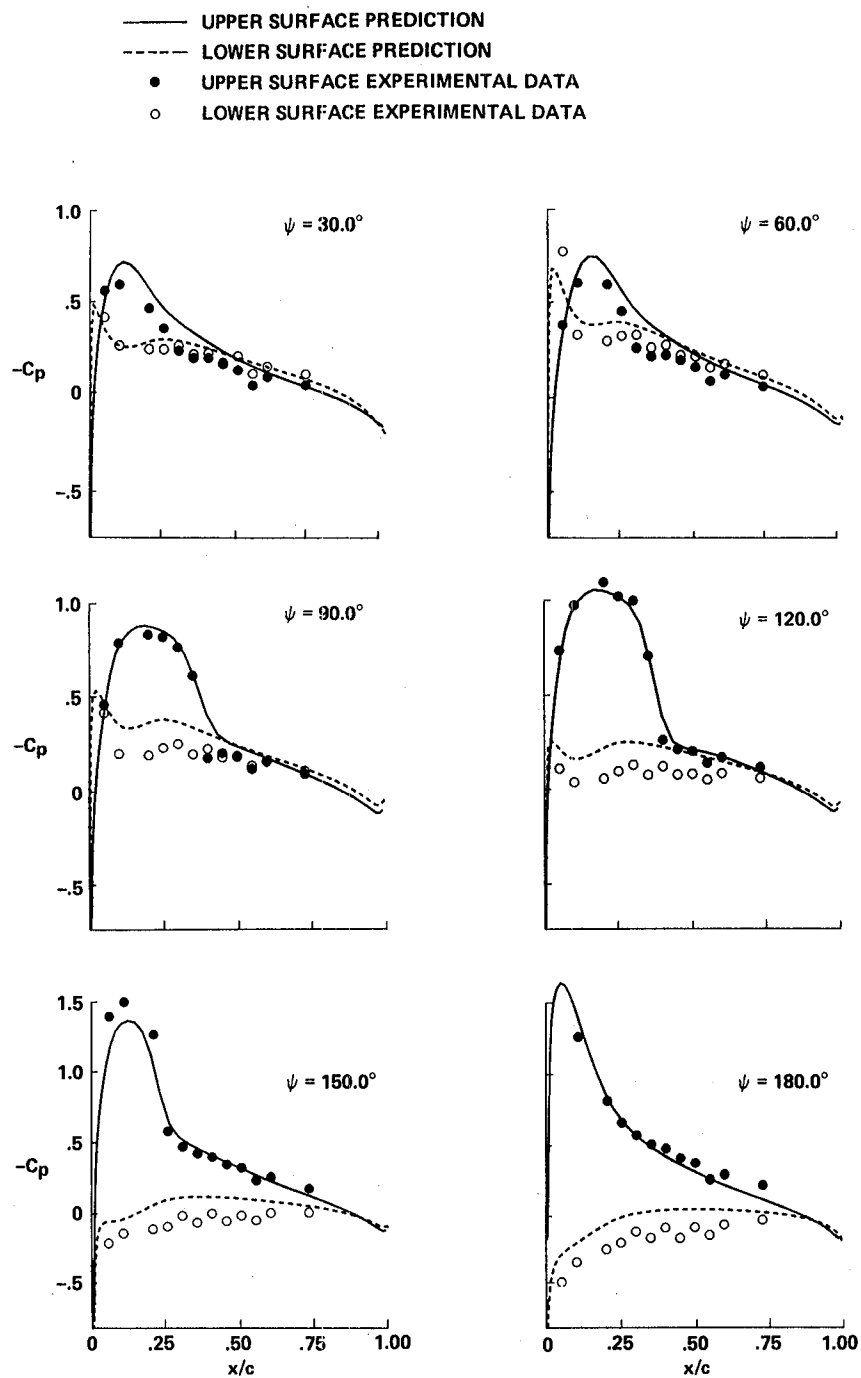 UPPER SURFACE PREDICTION
LOWER SURFACE PREDICTION
UPPER SURFACE EXPERIMENTAL DATA
LOWER SURFACE EXPERIMENTAL DATA
1.0
.5
0
-.5
-Cp
ψ = 30.0°
ψ = 60.0°
1.0
.5
0
-.5
-Cp
ψ = 90.0°
ψ = 120.0°
1.5
1.0
.5
0
-.5
-Cp
ψ = 150.0°
ψ = 180.0°
0 .25 .50 .75 1.00
x/c
0 .25 .50 .75 1.00
x/c